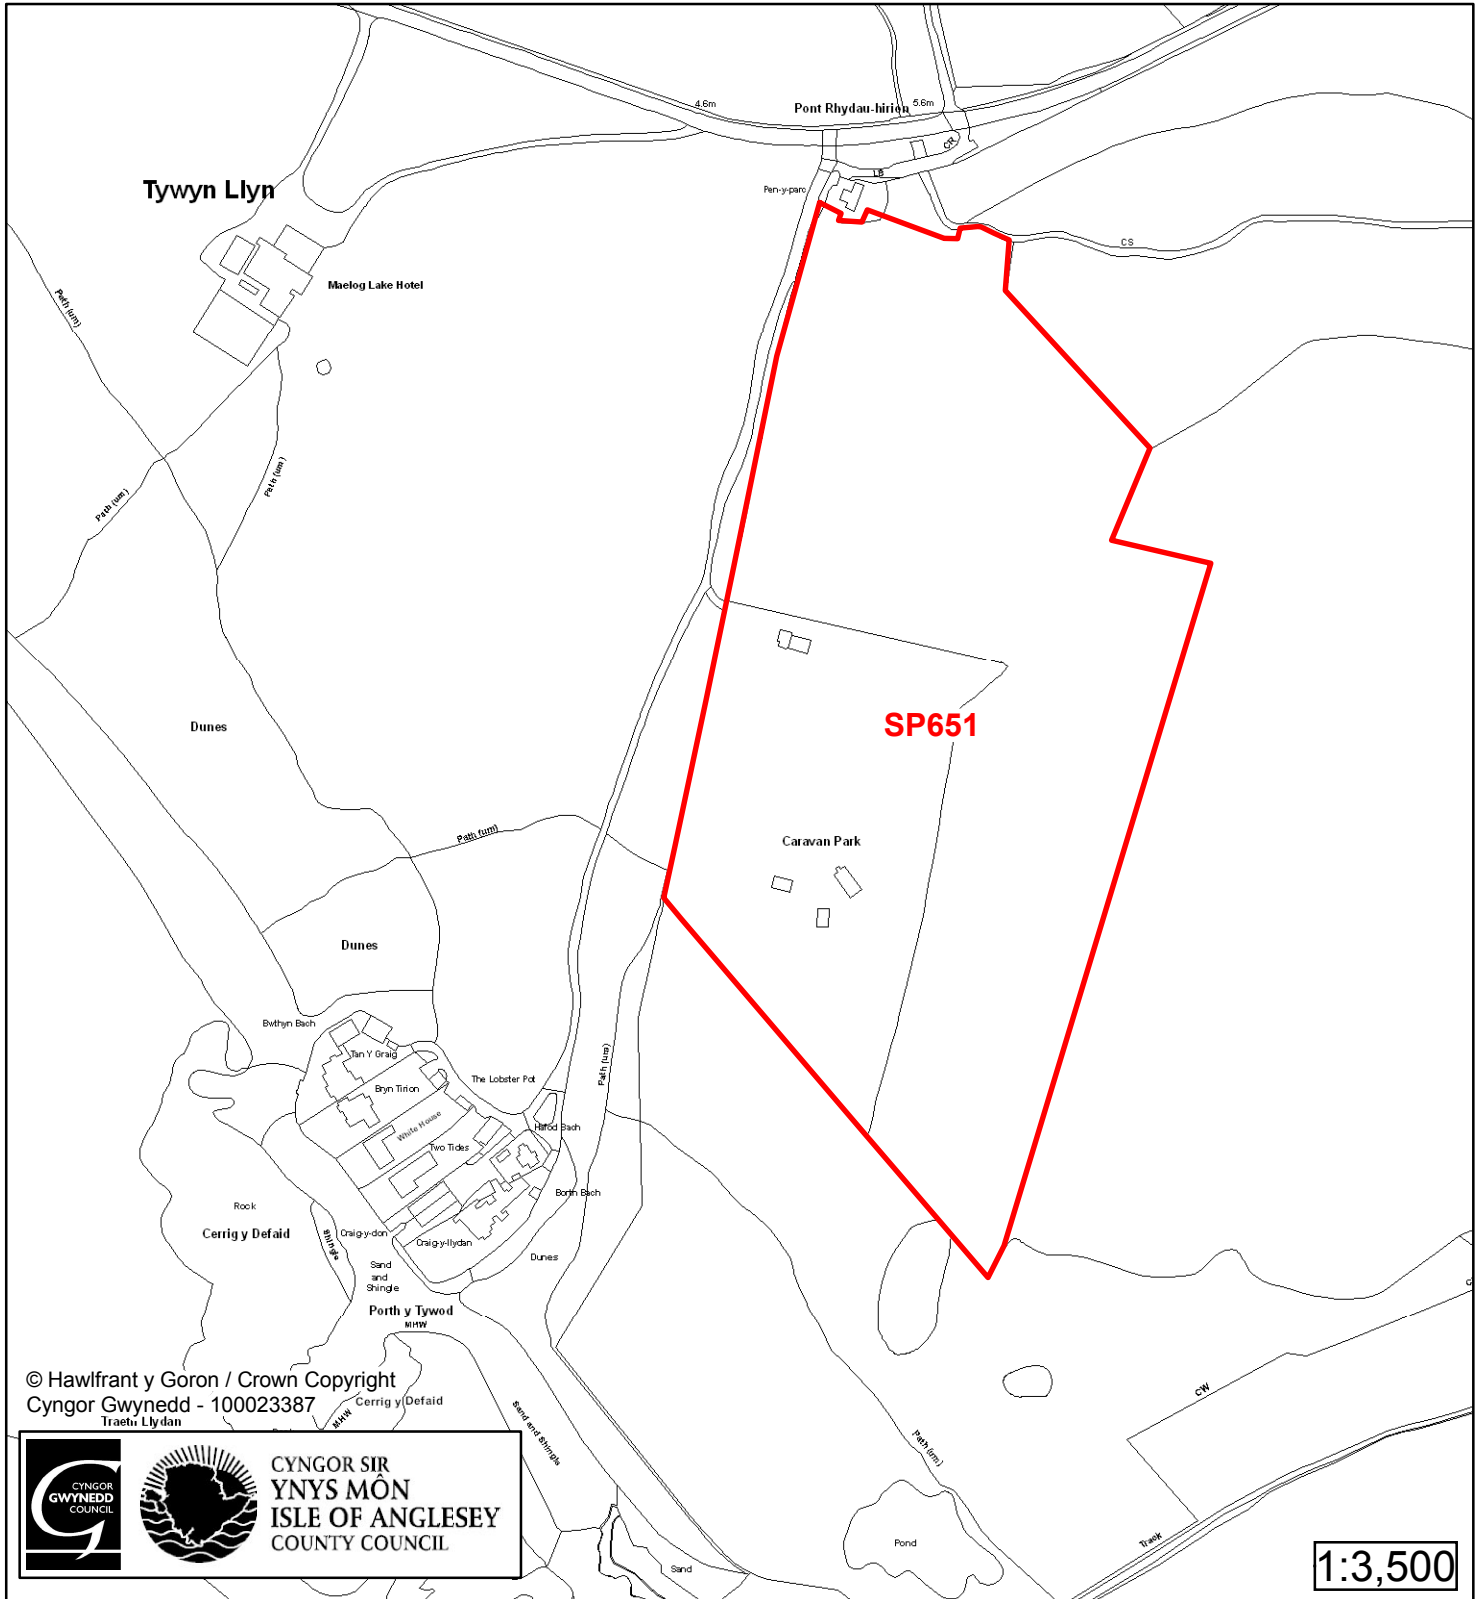 4.6m
Pont Rhydau-hirion
5.6m
CR
LB
Tywyn Llyn
Pen-y-parc
CS
Maelog Lake Hotel
Path (um)
Path (um)
Path (um)
SP651
Dunes
Path (um)
Caravan Park
Dunes
Bwthyn Bach
Tan Y Graig
The Lobster Pot
Path (um)
Bryn Tirion
White House
Hafod Bach
Two Tides
Borth Bach
Rock
Cerrig y Defaid
Shingle
Craig-y-don
Craig-y-llydan
Dunes
Sand
and
Shingle
Porth y Tywod
MHW
© Hawlfraint y Goron / Crown Copyright
Cyngor Gwynedd - 100023387
Cerrig y Defaid
Traeth Llydan
MHW
Sand and Shingle
CW
Path (um)
CYNGOR
GWYNEDD
COUNCIL
CYNGOR SIR
YNYS MÔN
ISLE OF ANGLESEY
COUNTY COUNCIL
Pond
Track
Sand
1:3,500